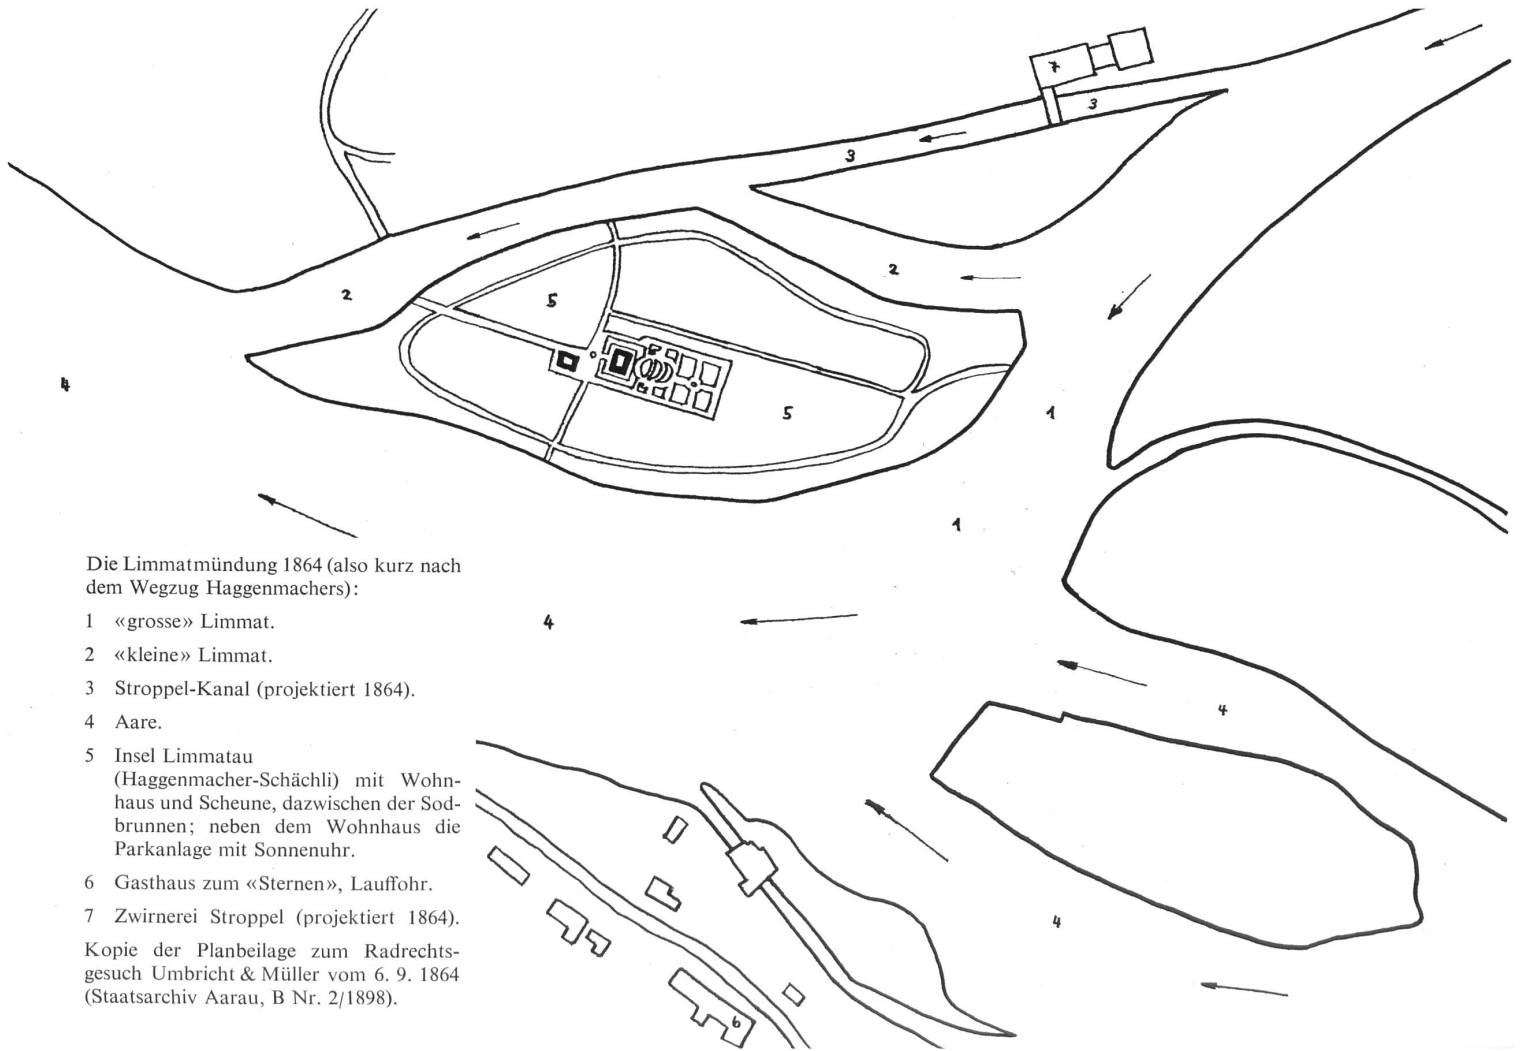 7
3
3
2
2
5
4
5
1
1
Die Limmatmündung 1864 (also kurz nach
dem Wegzug Haggenmachers):
1 «grosse» Limmat.
4
2 «kleine» Limmat.
3 Stroppel-Kanal (projektiert 1864).
4
4 Aare.
5 Insel Limmatau
(Haggenmacher-Schächli) mit Wohn-
haus und Scheune, dazwischen der Sod-
brunnen; neben dem Wohnhaus die
Parkanlage mit Sonnenuhr.
6 Gasthaus zum «Sternen», Lauffohr.
7 Zwirnerei Stroppel (projektiert 1864).
4
Kopie der Planbeilage zum Radrechts-
gesuch Umbricht & Müller vom 6. 9. 1864
(Staatsarchiv Aarau, B Nr. 2/1898).
6